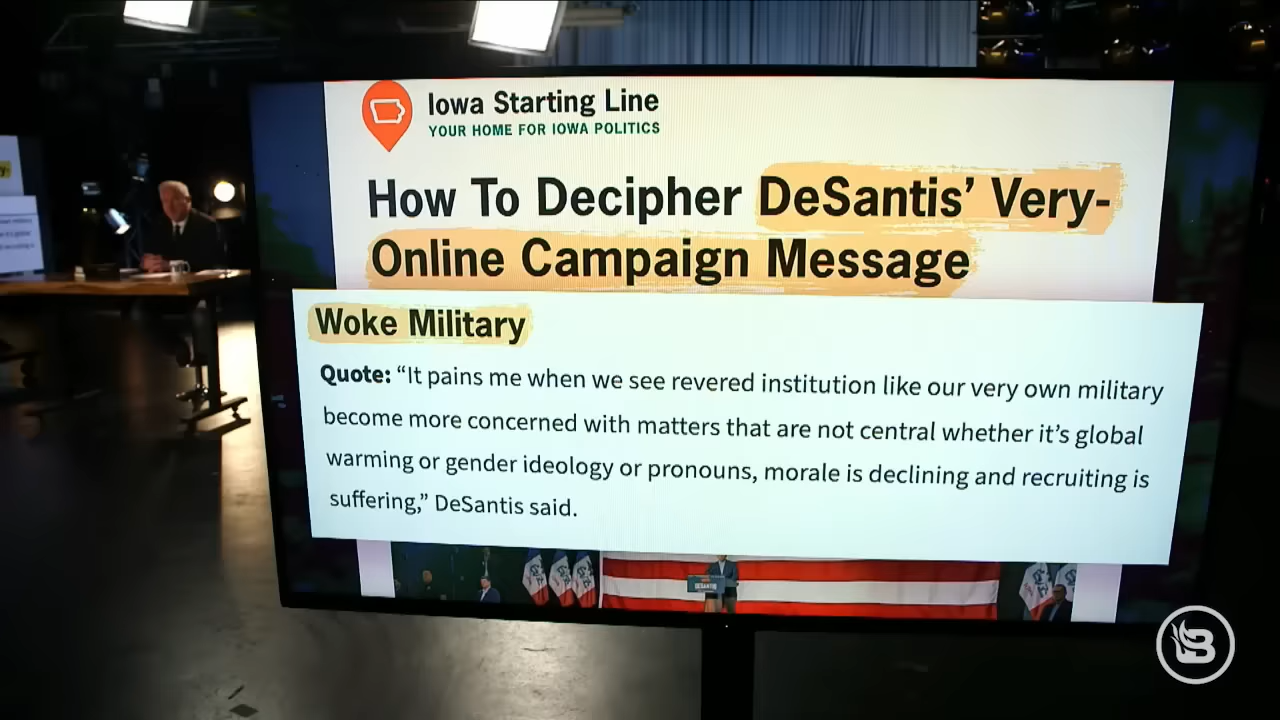 Iowa Starting Line
YOUR HOME FOR IOWA POLITICS
How To Decipher DeSantis’ Very-
Online Campaign Message
Woke Military
Quote: “It pains me when we see revered institution like our very own military
become more concerned with matters that are not central whether it’s global
warming or gender ideology or pronouns, morale is declining and recruiting is
suffering,” DeSantis said.
DESANTIS
B